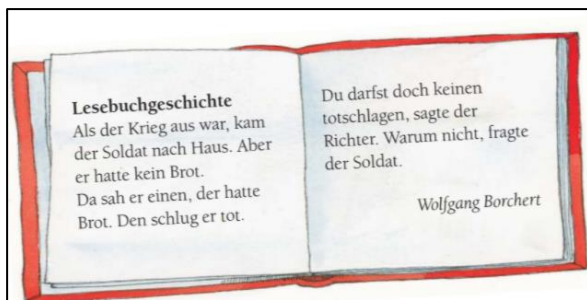 Lesebuchgeschichte
Als der Krieg aus war, kam
der Soldat nach Haus. Aber
er hatte kein Brot.
Da sah er einen, der hatte
Brot. Den schlug er tot.
Du darfst doch keinen
totschlagen, sagte der
Richter. Warum nicht, fragte
der Soldat.
Wolfgang Borchert